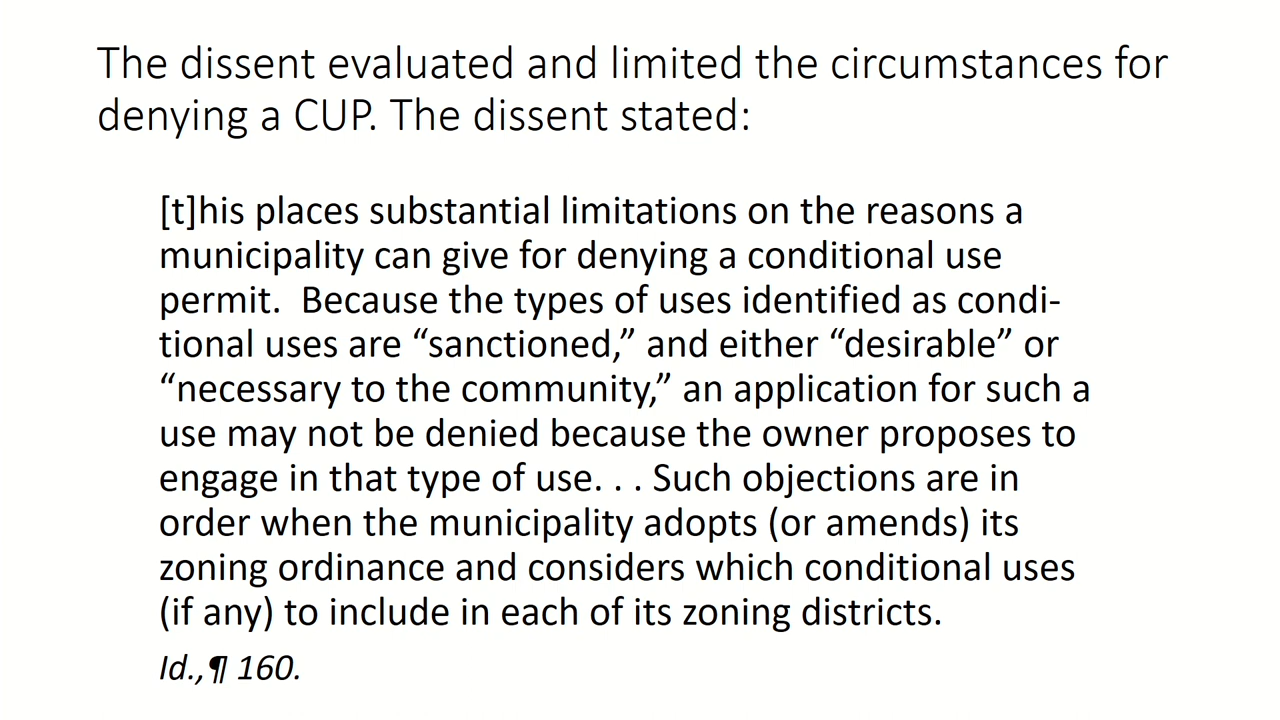 The dissent evaluated and limited the circumstances for
denying a CUP. The dissent stated:
[t]his places substantial limitations on the reasons a
municipality can give for denying a conditional use
permit.  Because the types of uses identified as condi-
tional uses are “sanctioned,” and either “desirable” or
“necessary to the community,” an application for such a
use may not be denied because the owner proposes to
engage in that type of use. . . Such objections are in
order when the municipality adopts (or amends) its
zoning ordinance and considers which conditional uses
(if any) to include in each of its zoning districts.
Id.,¶ 160.